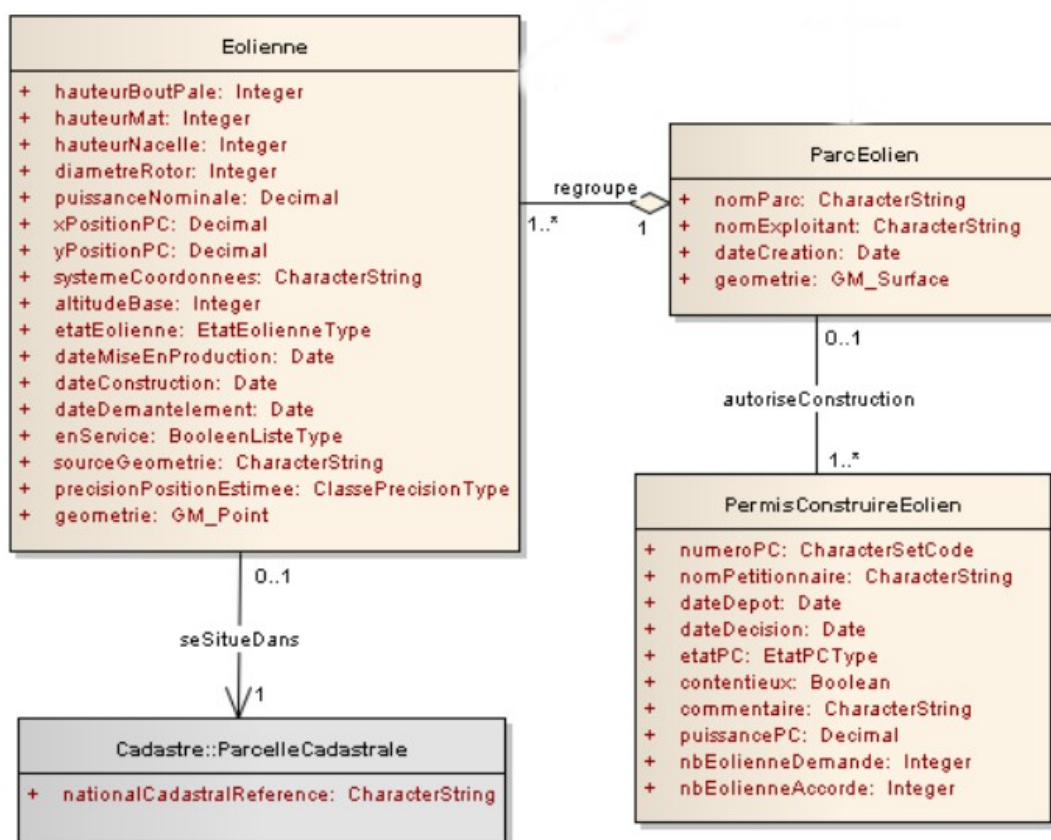 Eolienne
+ hauteurBoutPale: Integer
+ hauteurMat: Integer
+ hauteurNacelle: Integer
+ diametreRotor: Integer
+ puissanceNominale: Decimal
+ xPositionPC: Decimal
+ yPositionPC: Decimal
+ systemeCoordonnees: CharacterString
+ altitudeBase: Integer
+ etatEolienne: EtatEolienneType
+ dateMiseEnProduction: Date
+ dateConstruction: Date
+ dateDemantelement: Date
+ enService: BooleenListeType
+ sourceGeometrie: CharacterString
+ precisionPositionEstimee: ClassePrecisionType
+ geometrie: GM_Point
regroupe
1..*
1
ParcEolien
+ nomParc: CharacterString
+ nomExploitant: CharacterString
+ dateCreation: Date
+ geometrie: GM_Surface
0..1
autoriseConstruction
1..*
PermisConstruireEolien
+ numeroPC: CharacterSetCode
+ nomPetitionnaire: CharacterString
+ dateDepot: Date
+ dateDecision: Date
+ etatPC: EtatPCType
+ contentieux: Boolean
+ commentaire: CharacterString
+ puissancePC: Decimal
+ nbEolienneDemande: Integer
+ nbEolienneAccorde: Integer
0..1
seSitueDans
1
Cadastre::ParcelleCadastrale
+ nationalCadastralReference: CharacterString